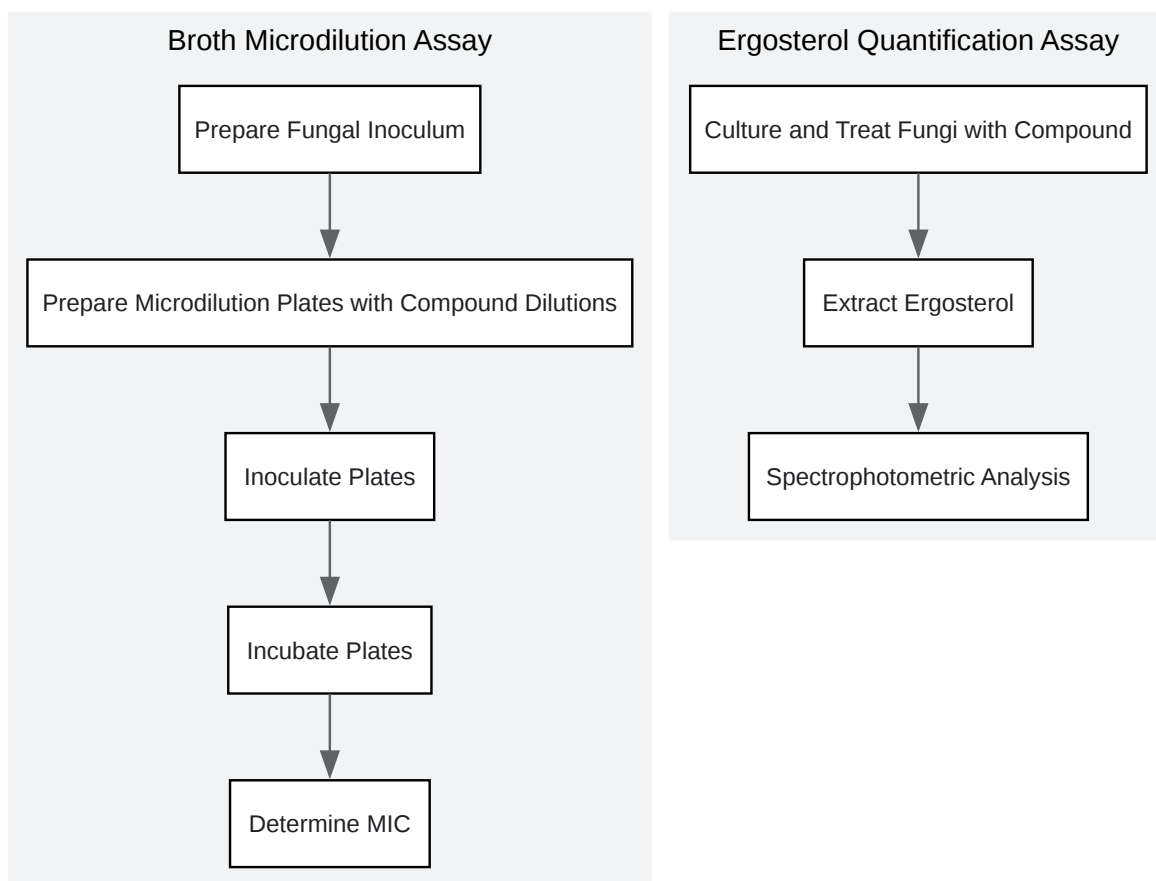 Broth Microdilution Assay
Prepare Fungal Inoculum
Prepare Microdilution Plates with Compound Dilutions
Inoculate Plates
Incubate Plates
Determine MIC
Ergosterol Quantification Assay
Culture and Treat Fungi with Compound
Extract Ergosterol
Spectrophotometric Analysis